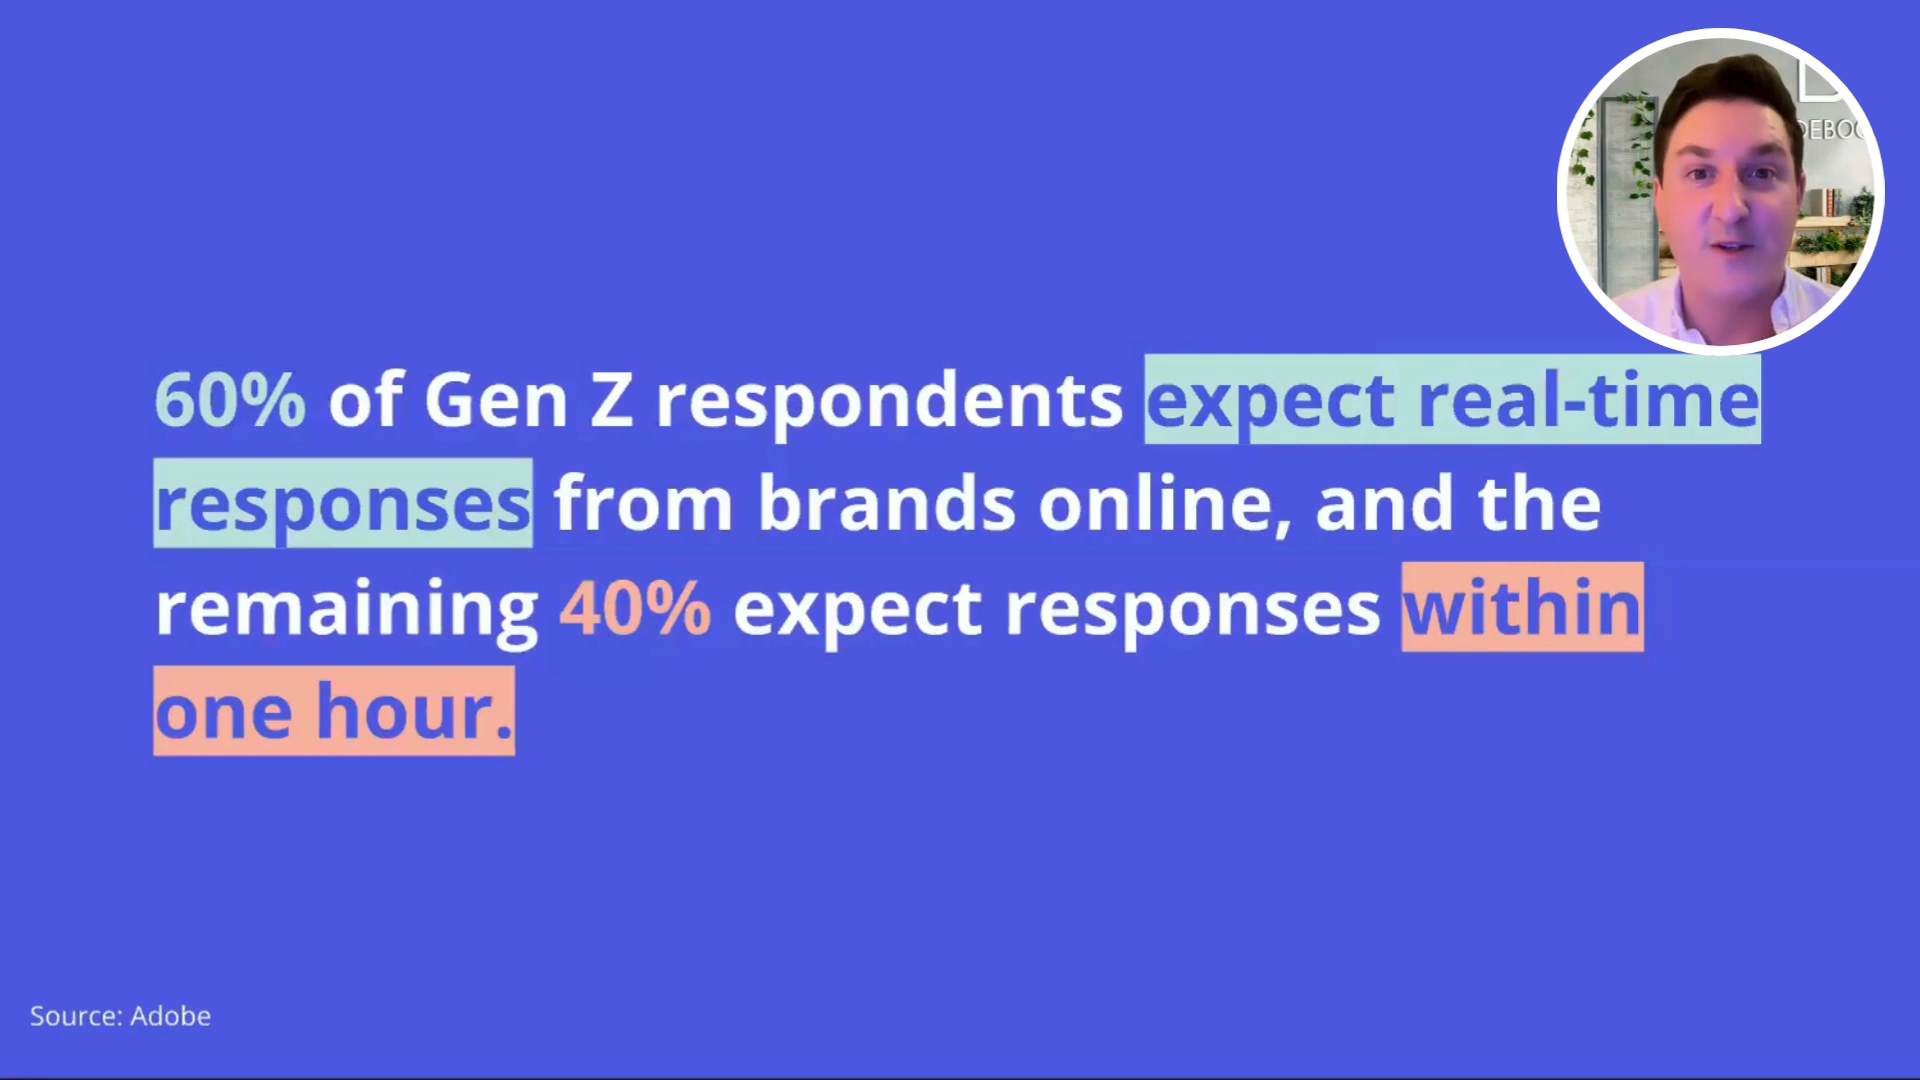 60% of Gen Z respondents expect real-time
responses from brands online, and the
remaining 40% expect responses within
one hour.
Source: Adobe